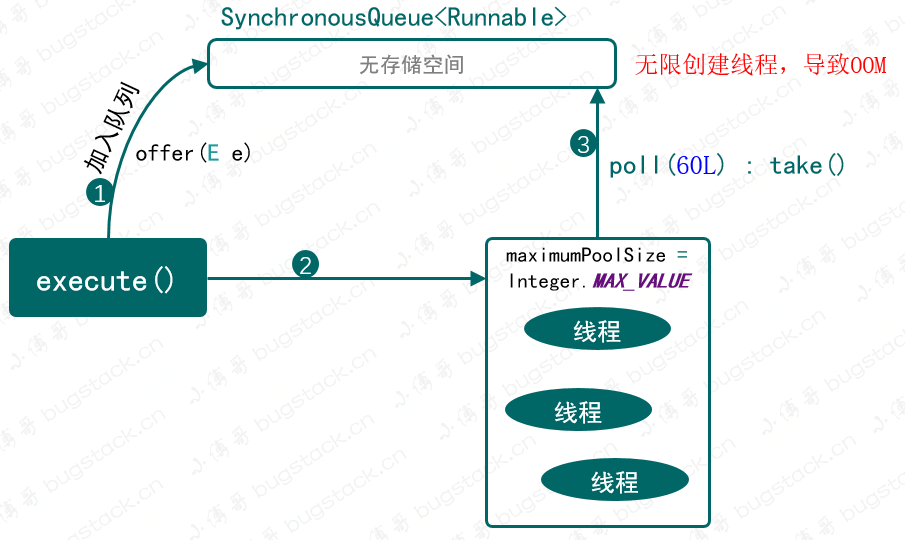 SynchronousQueue<Runnable>
无存储空间
无限创建线程，导致OOM
加入队列
offer(E e)
1
3
poll(60L) : take()
execute()
2
maximumPoolSize =
Integer.MAX_VALUE
线程
线程
线程
小傅哥 bugstack.cn